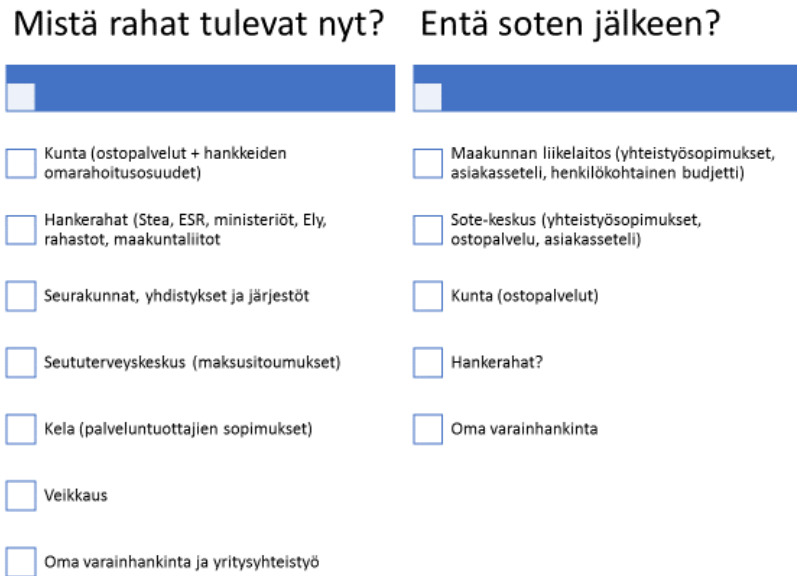 Mistä rahat tulevat nyt?
Kunta (ostopalvelut + hankkeiden
omarahoitusosuudet)
Hankerahat (Stea, ESR, ministeriöt, Ely,
rahastot, maakuntaliitot
Seurakunnat, yhdistykset ja järjestöt
Seututerveyskeskus (maksusitoumukset)
Kela (palveluntuottajien sopimukset)
Veikkaus
Oma varainhankinta ja yritysyhteistyö
Entä soten jälkeen?
Maakunnan liikelaitos (yhteistyösopimukset,
asiakasseteli, henkilökohtainen budjetti)
Sote-keskus (yhteistyösopimukset,
ostopalvelu, asiakasseteli)
Kunta (ostopalvelut)
Hankerahat?
Oma varainhankinta